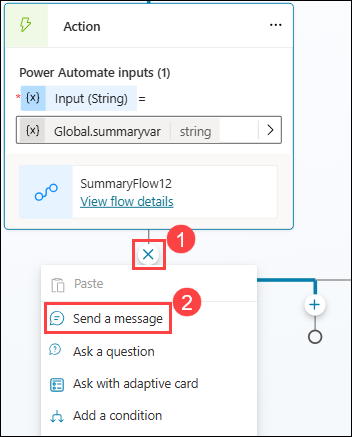 Action
Power Automate inputs (1)
* {x} Input (String) =
{x} Global.summaryvar string
SummaryFlow12
View flow details
1
Paste
2
Send a message
Ask a question
Ask with adaptive card
Add a condition